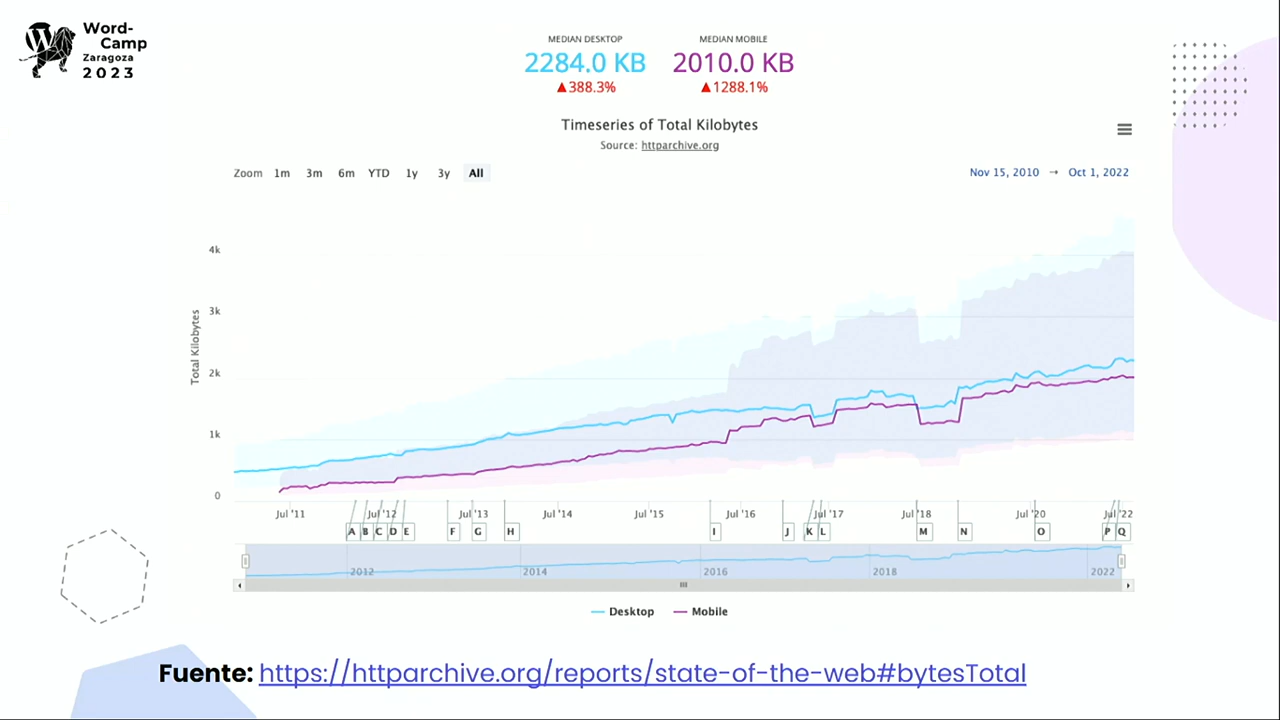 Word-
Camp
Zaragoza
2023
MEDIAN DESKTOP
2284.0 KB
▲388.3%
MEDIAN MOBILE
2010.0 KB
▲1288.1%
Timeseries of Total Kilobytes
Source: httparchive.org
Zoom 1m 3m 6m YTD 1y 3y All
Nov 15, 2010 → Oct 1, 2022
Total Kilobytes
4k
3k
2k
1k
0
Jul '11 Jul '12 Jul '13 Jul '14 Jul '15 Jul '16 Jul '17 Jul '18 Jul '20 Jul '22
A B C D E F G H I J K L M N O P Q
2012 2014 2016 2018 2022
Desktop Mobile
Fuente: https://httparchive.org/reports/state-of-the-web#bytesTotal